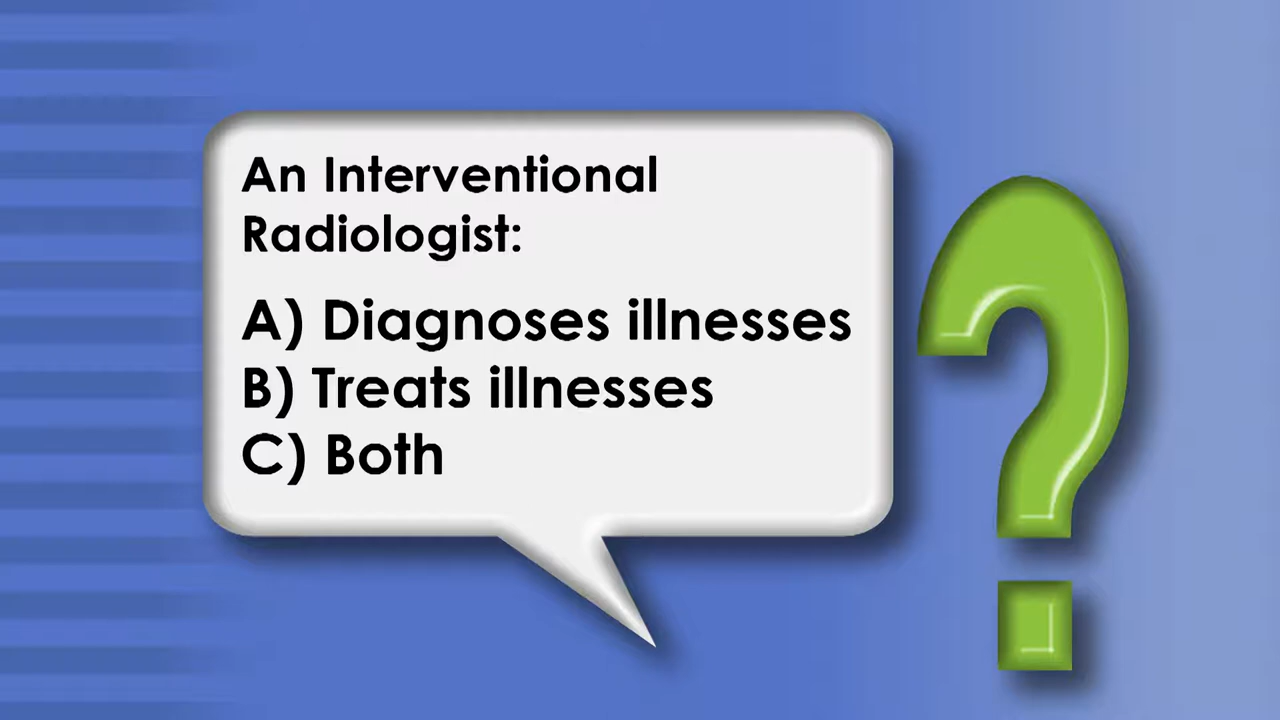 An Interventional
Radiologist:
A) Diagnoses illnesses
B) Treats illnesses
C) Both
?